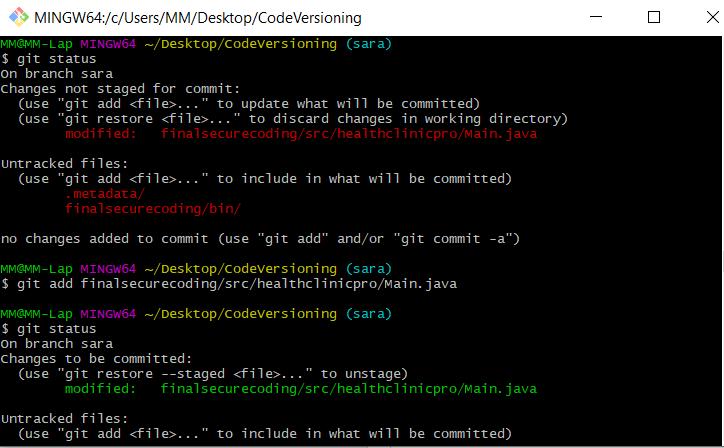 MINGW64:/c/Users/MM/Desktop/CodeVersioning
MM@MM-Lap MINGW64 ~/Desktop/CodeVersioning (sara)
$ git status
On branch sara
Changes not staged for commit:
  (use "git add <file>..." to update what will be committed)
  (use "git restore <file>..." to discard changes in working directory)
        modified:   finalsecurecoding/src/healthclinicpro/Main.java

Untracked files:
  (use "git add <file>..." to include in what will be committed)
        .metadata/
        finalsecurecoding/bin/

no changes added to commit (use "git add" and/or "git commit -a")

MM@MM-Lap MINGW64 ~/Desktop/CodeVersioning (sara)
$ git add finalsecurecoding/src/healthclinicpro/Main.java

MM@MM-Lap MINGW64 ~/Desktop/CodeVersioning (sara)
$ git status
On branch sara
Changes to be committed:
  (use "git restore --staged <file>..." to unstage)
        modified:   finalsecurecoding/src/healthclinicpro/Main.java

Untracked files:
  (use "git add <file>..." to include in what will be committed)